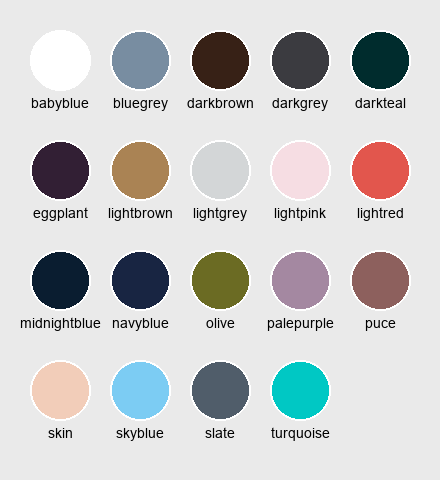 babyblue bluegrey darkbrown darkgrey darkteal
eggplant lightbrown lightgrey lightpink lightred
midnightblue navyblue olive palepurple puce
skin skyblue slate turquoise